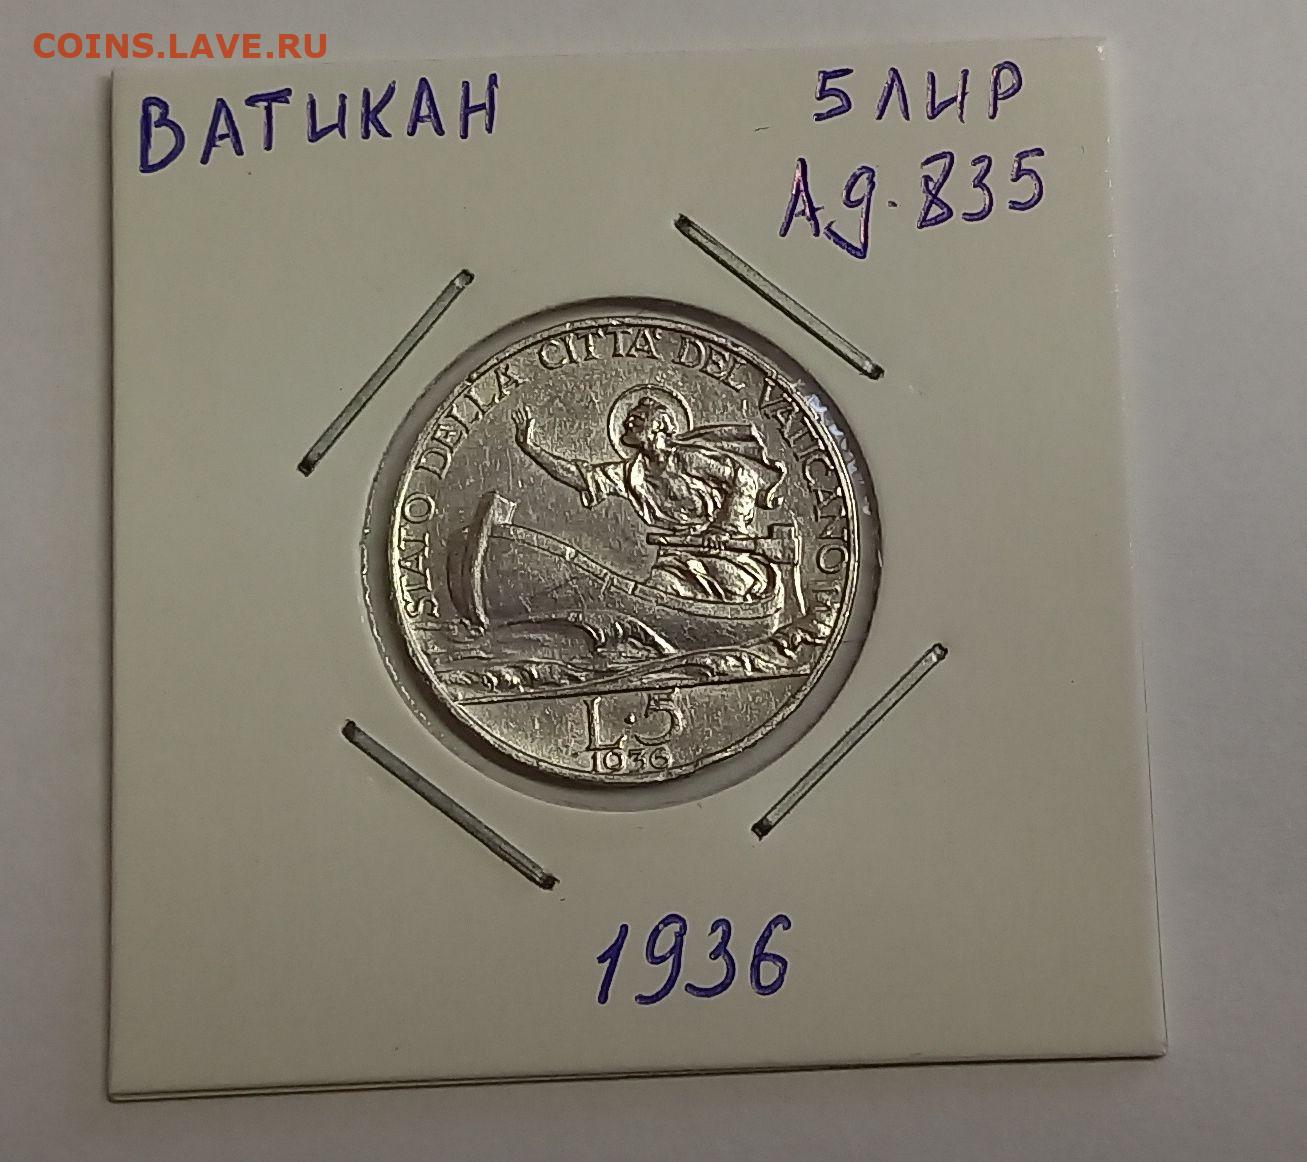 COINS.LAVE.RU
ВАТИКАН
5 ЛИР
Ag. 835
STATO DELLA CITTA DEL VATICANO
L.5
1936
1936